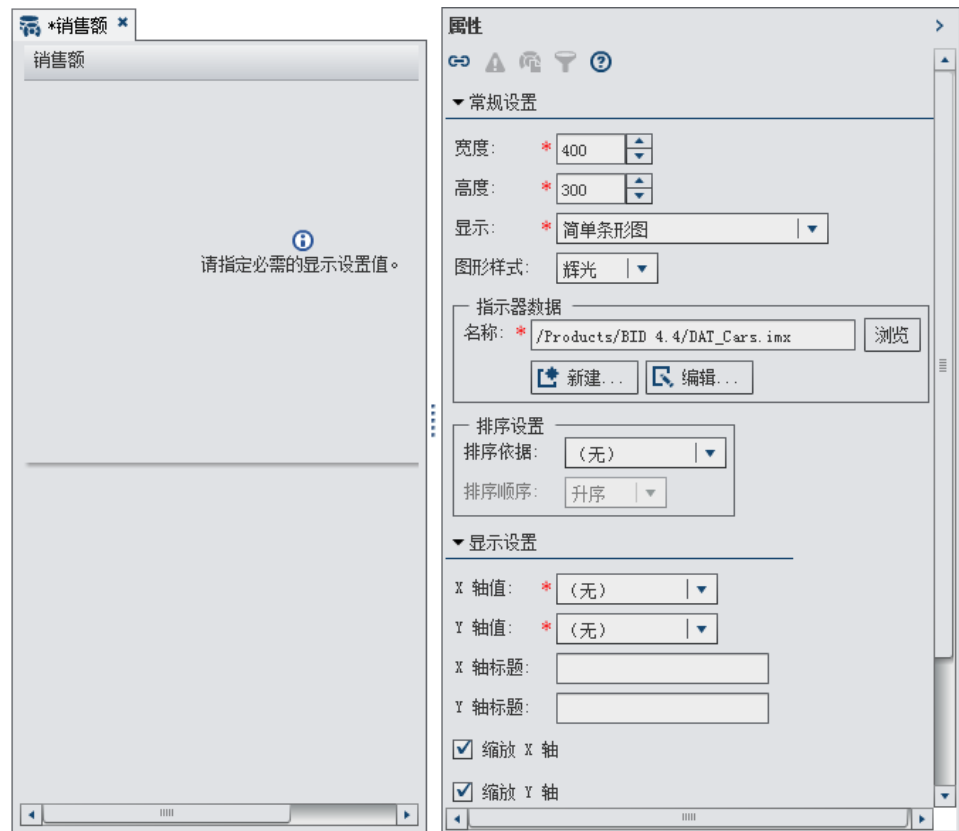 *销售额
销售额
请指定必需的显示设置值。
属性
常规设置
宽度: * 400
高度: * 300
显示: * 简单条形图
图形样式: 辉光
指示器数据
名称: * /Products/BID 4.4/DAT_Cars.imx 浏览
新建... 编辑...
排序设置
排序依据: (无)
排序顺序: 升序
显示设置
X 轴值: * (无)
Y 轴值: * (无)
X 轴标题:
Y 轴标题:
缩放 X 轴
缩放 Y 轴